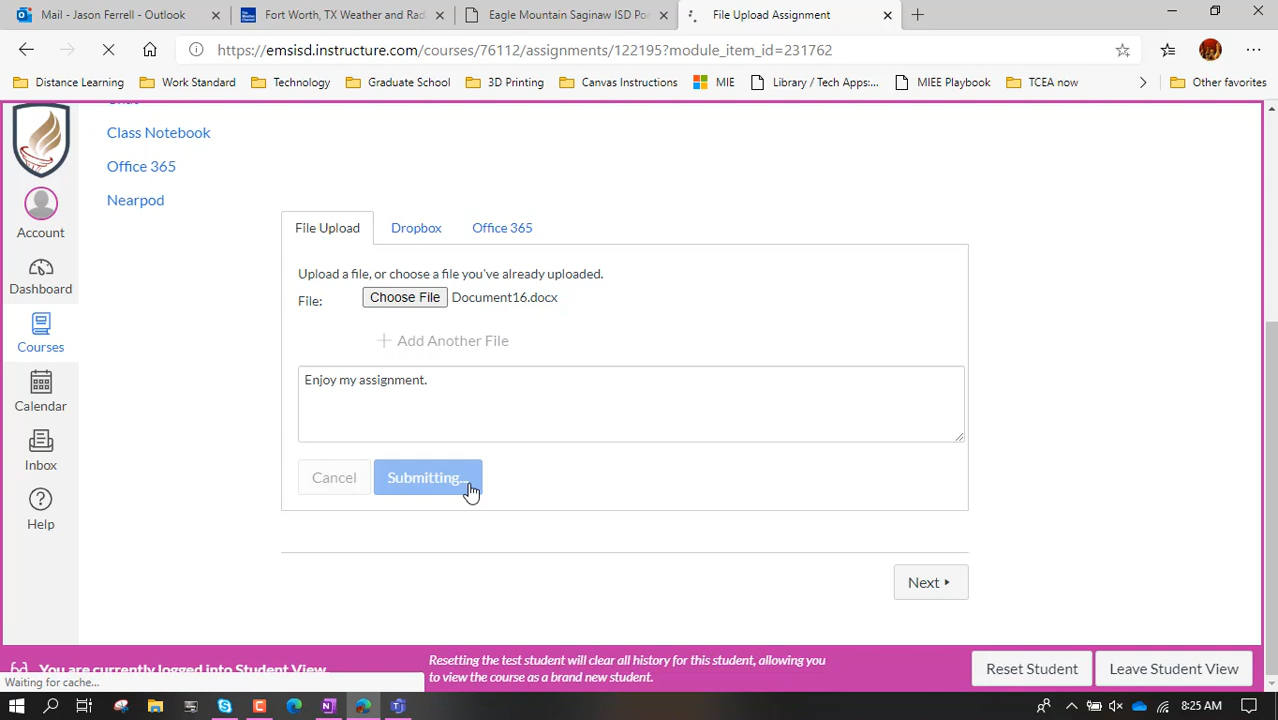 Mail - Jason Ferrell - Outlook
Fort Worth, TX Weather and Rad
Eagle Mountain Saginaw ISD Po
File Upload Assignment
https://emsisd.instructure.com/courses/76112/assignments/122195?module_item_id=231762
Distance Learning
Work Standard
Technology
Graduate School
3D Printing
Canvas Instructions
MIE
Library / Tech Apps:...
MIEE Playbook
TCEA now
Other favorites
Class Notebook
Office 365
Nearpod
Account
Dashboard
Courses
Calendar
Inbox
Help
File Upload
Dropbox
Office 365
Upload a file, or choose a file you've already uploaded.
File:
Choose File
Document16.docx
Add Another File
Enjoy my assignment.
Cancel
Submitting...
Next
You are currently logged into Student View
Resetting the test student will clear all history for this student, allowing you
to view the course as a brand new student.
Reset Student
Leave Student View
Waiting for cache...
8:25 AM